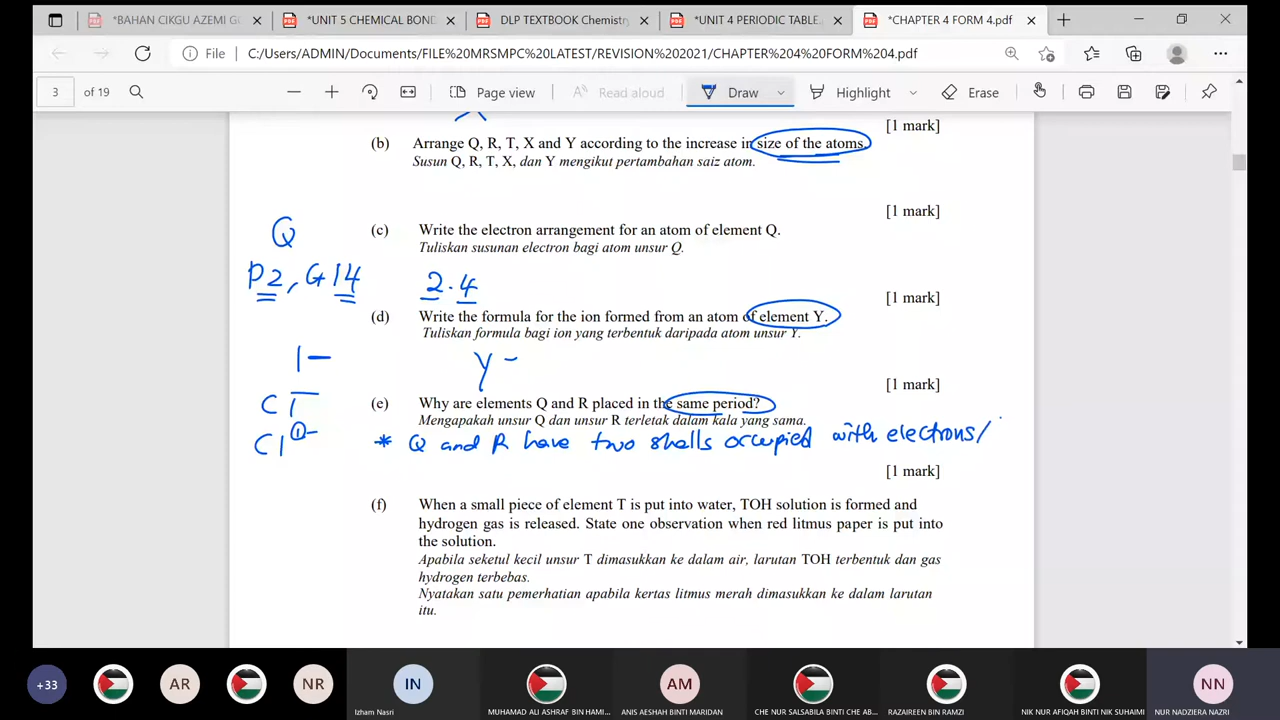 *BAHAN CIKGU AZEMI G
*UNIT 5 CHEMICAL BOND
DLP TEXTBOOK Chemistry
*UNIT 4 PERIODIC TABLE.
*CHAPTER 4 FORM 4.pdf
File
C:/Users/ADMIN/Documents/FILE%20MRSMPC%20LATEST/REVISION%202021/CHAPTER%204%20FORM%204.pdf
3 of 19
Page view
Read aloud
Draw
Highlight
Erase
[1 mark]
(b) Arrange Q, R, T, X and Y according to the increase in size of the atoms.
Susun Q, R, T, X, dan Y mengikut pertambahan saiz atom.
[1 mark]
Q
(c) Write the electron arrangement for an atom of element Q.
Tuliskan susunan electron bagi atom unsur Q.
P2, G14
2.4
[1 mark]
(d) Write the formula for the ion formed from an atom of element Y.
Tuliskan formula bagi ion yang terbentuk daripada atom unsur Y.
1-
Y -
[1 mark]
(e) Why are elements Q and R placed in the same period?
Mengapakah unsur Q dan unsur R terletak dalam kala yang sama.
Cl 1-
* Q and R have two shells occupied with electrons/
[1 mark]
(f) When a small piece of element T is put into water, TOH solution is formed and
hydrogen gas is released. State one observation when red litmus paper is put into
the solution.
Apabila seketul kecil unsur T dimasukkan ke dalam air, larutan TOH terbentuk dan gas
hydrogen terbebas.
Nyatakan satu pemerhatian apabila kertas litmus merah dimasukkan ke dalam larutan
itu.
+33
AR
NR
IN
Izham Nasri
MUHAMAD ALI ASHRAF BIN HAMI...
AM
ANIS AEESHAH BINTI MARIDAN
CHE NUR SALSABILA BINTI CHE AB...
RAZAIREEN BIN RAMZI
NIK NUR AFIQAH BINTI NIK SUHAIMI
NN
NUR NADZIERA NAZRI